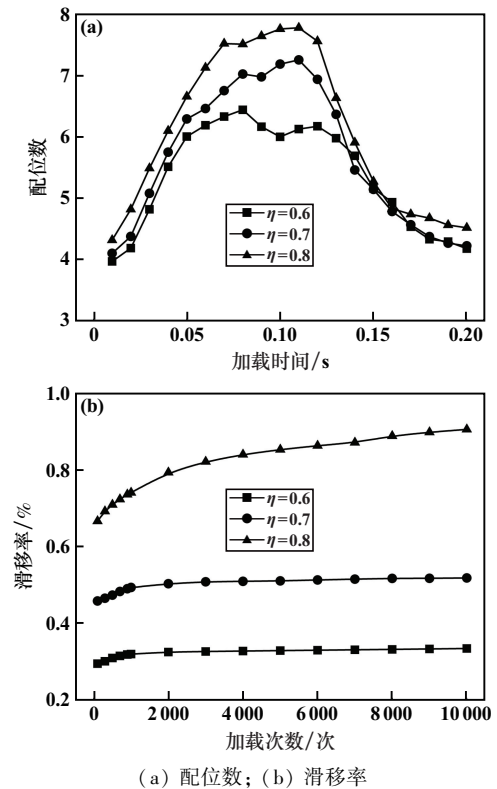 (a)
8
7
6
5
4
3
配位数
η=0.6
η=0.7
η=0.8
0 0.05 0.10 0.15 0.20
加载时间/s
(b)
1.0
0.8
0.6
0.4
0.2
滑移率/%
η=0.6
η=0.7
η=0.8
0 2 000 4 000 6 000 8 000 10 000
加载次数/次
(a) 配位数; (b) 滑移率